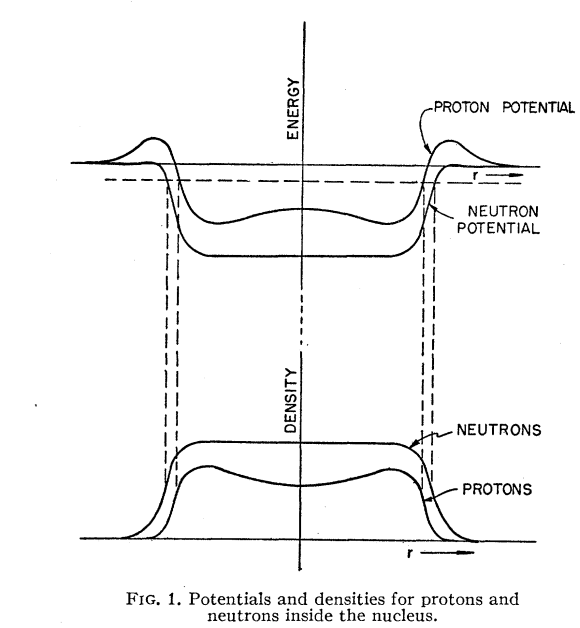 ENERGY
PROTON POTENTIAL
r
NEUTRON
POTENTIAL
DENSITY
NEUTRONS
PROTONS
r
FIG. 1. Potentials and densities for protons and
neutrons inside the nucleus.